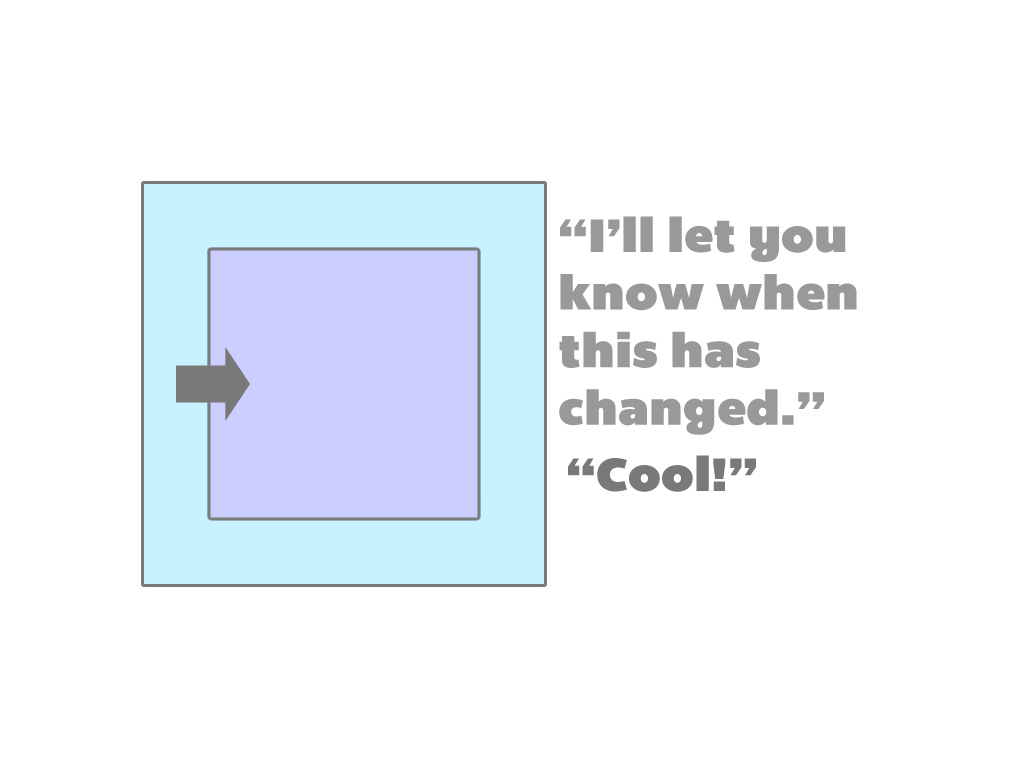 “I’ll let you
know when
this has
changed.”
“Cool!”